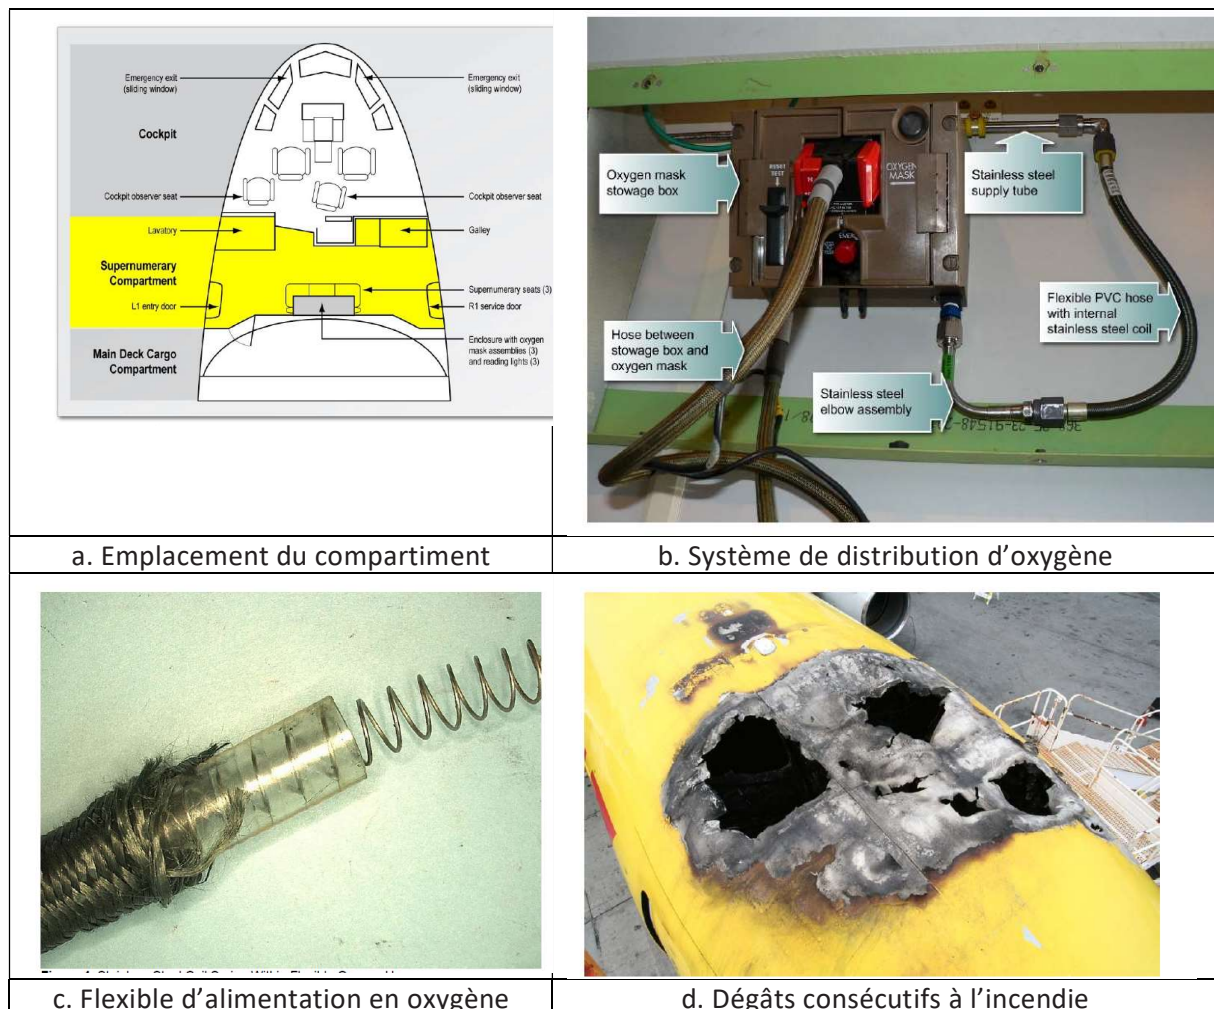 Emergency exit
(sliding window)
Emergency exit
(sliding window)
Cockpit
Cockpit observer seat
Cockpit observer seat
Lavatory
Galley
Supernumerary
Compartment
Supernumerary seats (3)
L1 entry door
R1 service door
Main Deck Cargo
Compartment
Enclosure with oxygen
mask assemblies (3)
and reading lights (3)
Oxygen mask
stowage box
OXYGEN
MASK
Stainless steel
supply tube
Flexible PVC hose
with internal
stainless steel coil
Hose between
stowage box and
oxygen mask
Stainless steel
elbow assembly
a. Emplacement du compartiment
b. Système de distribution d’oxygène
c. Flexible d’alimentation en oxygène
d. Dégâts consécutifs à l’incendie